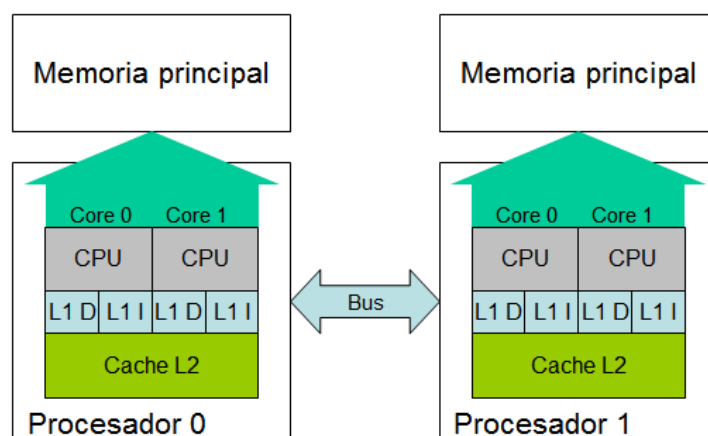 Memoria principal
Memoria principal
Core 0 Core 1
CPU CPU
L1 D L1 I L1 D L1 I
Cache L2
Procesador 0
Bus
Core 0 Core 1
CPU CPU
L1 D L1 I L1 D L1 I
Cache L2
Procesador 1